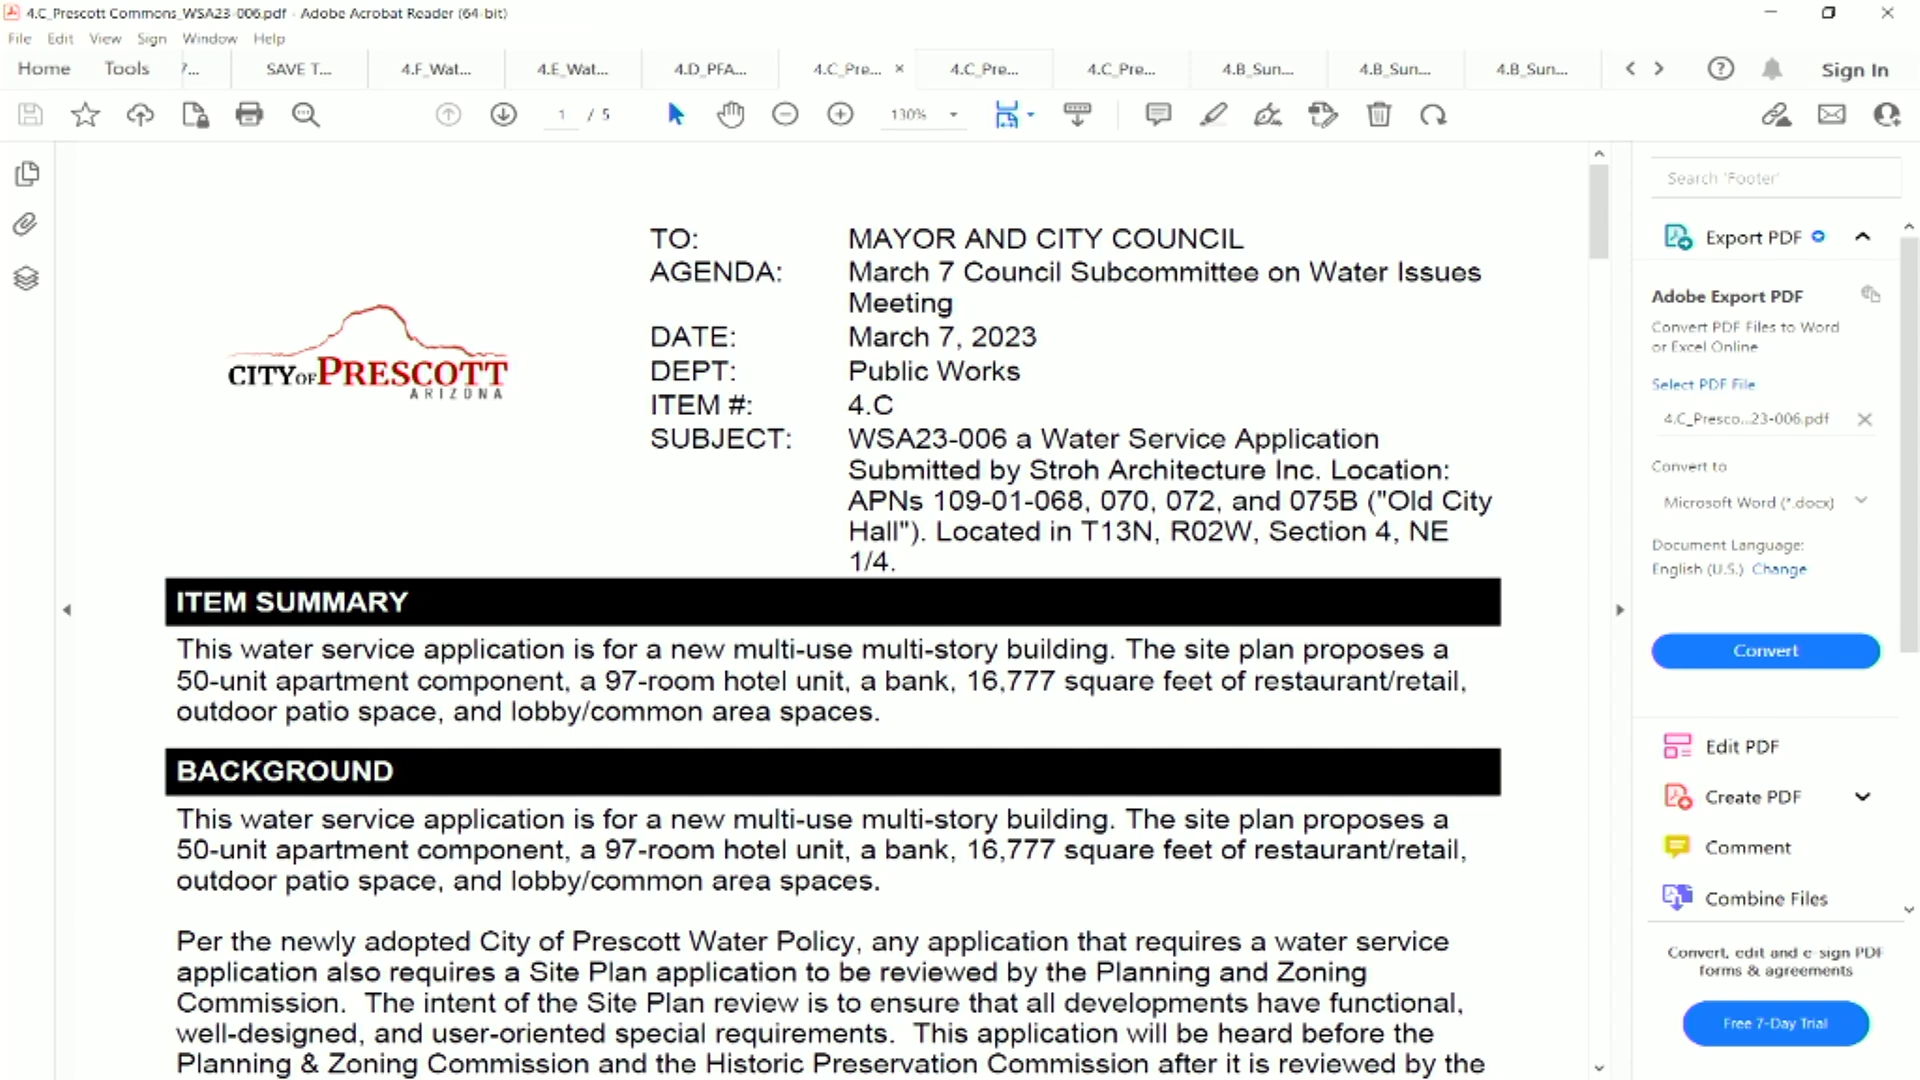 4.C_Prescott Commons_WSA23-006.pdf - Adobe Acrobat Reader (64-bit)
File Edit View Sign Window Help
Home Tools 7... SAVE T... 4.F_Wat... 4.E_Wat... 4.D_PFA... 4.C_Pre... × 4.C_Pre... 4.C_Pre... 4.B_Sun... 4.B_Sun... 4.B_Sun... Sign In
1 / 5 130%
Search 'Footer'
TO: MAYOR AND CITY COUNCIL
AGENDA: March 7 Council Subcommittee on Water Issues
Meeting
DATE: March 7, 2023
DEPT: Public Works
ITEM #: 4.C
SUBJECT: WSA23-006 a Water Service Application
Submitted by Stroh Architecture Inc. Location:
APNs 109-01-068, 070, 072, and 075B ("Old City
Hall"). Located in T13N, R02W, Section 4, NE
1/4.
CITY OF PRESCOTT
ARIZONA
ITEM SUMMARY
This water service application is for a new multi-use multi-story building. The site plan proposes a
50-unit apartment component, a 97-room hotel unit, a bank, 16,777 square feet of restaurant/retail,
outdoor patio space, and lobby/common area spaces.
BACKGROUND
This water service application is for a new multi-use multi-story building. The site plan proposes a
50-unit apartment component, a 97-room hotel unit, a bank, 16,777 square feet of restaurant/retail,
outdoor patio space, and lobby/common area spaces.
Per the newly adopted City of Prescott Water Policy, any application that requires a water service
application also requires a Site Plan application to be reviewed by the Planning and Zoning
Commission. The intent of the Site Plan review is to ensure that all developments have functional,
well-designed, and user-oriented special requirements. This application will be heard before the
Planning & Zoning Commission and the Historic Preservation Commission after it is reviewed by the
Export PDF
Adobe Export PDF
Convert PDF Files to Word
or Excel Online
Select PDF File
4.C_Presco...23-006.pdf
Convert to
Microsoft Word (*.docx)
Document Language:
English (U.S.) Change
Convert
Edit PDF
Create PDF
Comment
Combine Files
Convert, edit and e-sign PDF
forms & agreements
Free 7-Day Trial